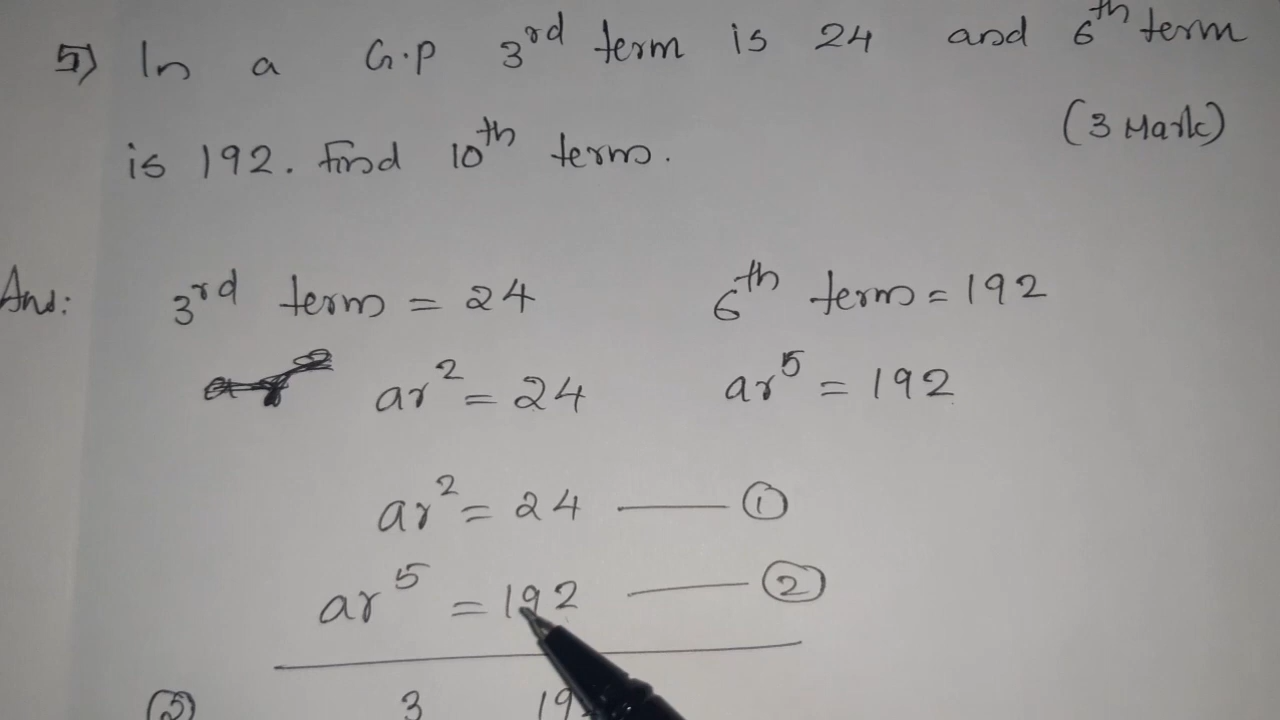 5) In a G.P 3rd term is 24 and 6th term
(3 Mark)
is 192. Find 10th term.
Ans: 3rd term = 24 6th term = 192
ar² = 24 ar⁵ = 192
ar² = 24 —— ①
ar⁵ = 192 —— ②
3